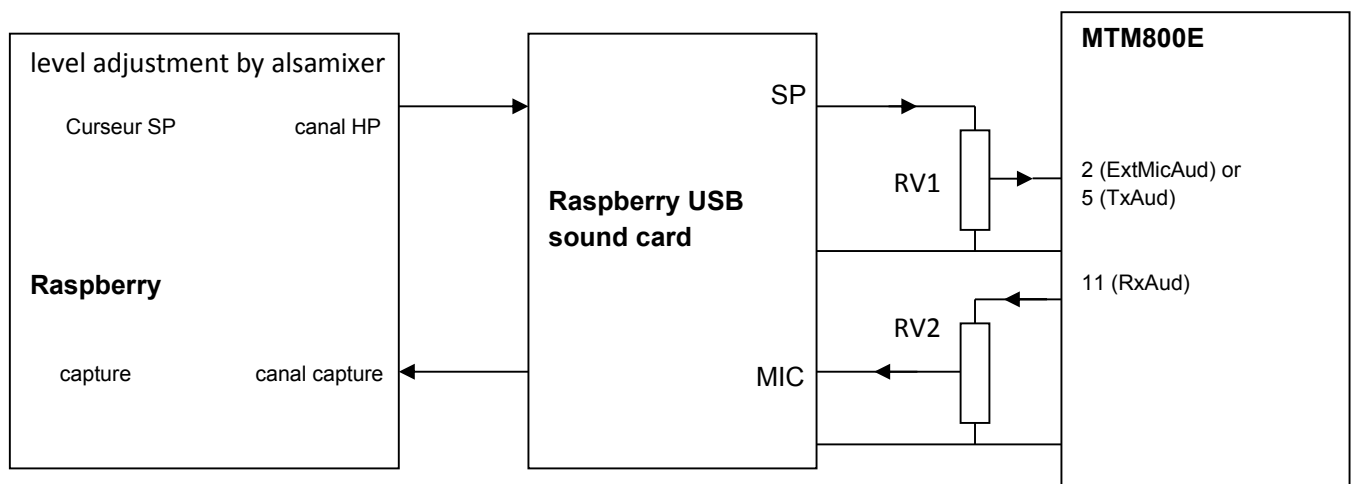 level adjustment by alsamixer
Curseur SP
canal HP
Raspberry
capture
canal capture
Raspberry USB
sound card
SP
MIC
RV1
RV2
MTM800E
2 (ExtMicAud) or
5 (TxAud)
11 (RxAud)